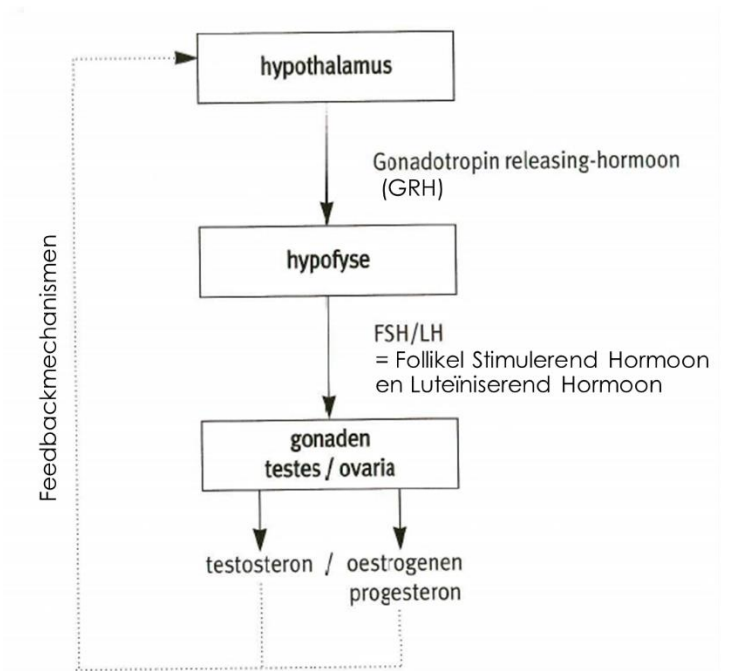 hypothalamus
Gonadotropin releasing-hormoon
(GRH)
hypofyse
FSH/LH
= Follikel Stimulerend Hormoon
en Luteïniserend Hormoon
gonaden
testes / ovaria
testosteron / oestrogenen
progesteron
Feedbackmechanismen